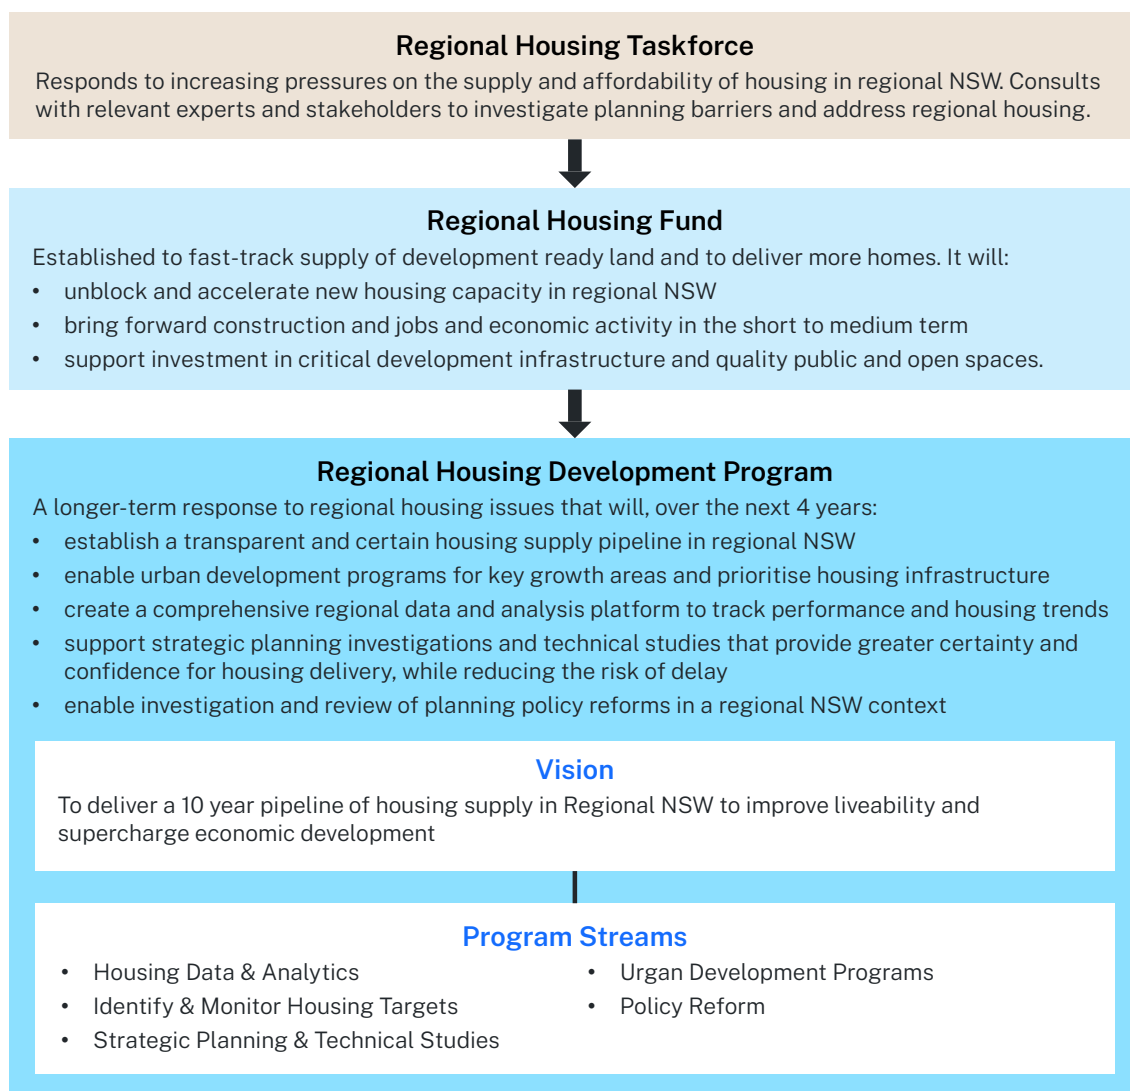 Regional Housing Taskforce
Responds to increasing pressures on the supply and affordability of housing in regional NSW. Consults
with relevant experts and stakeholders to investigate planning barriers and address regional housing.
Regional Housing Fund
Established to fast-track supply of development ready land and to deliver more homes. It will:
• unblock and accelerate new housing capacity in regional NSW
• bring forward construction and jobs and economic activity in the short to medium term
• support investment in critical development infrastructure and quality public and open spaces.
Regional Housing Development Program
A longer-term response to regional housing issues that will, over the next 4 years:
• establish a transparent and certain housing supply pipeline in regional NSW
• enable urban development programs for key growth areas and prioritise housing infrastructure
• create a comprehensive regional data and analysis platform to track performance and housing trends
• support strategic planning investigations and technical studies that provide greater certainty and
confidence for housing delivery, while reducing the risk of delay
• enable investigation and review of planning policy reforms in a regional NSW context
Vision
To deliver a 10 year pipeline of housing supply in Regional NSW to improve liveability and
supercharge economic development
Program Streams
• Housing Data & Analytics
• Identify & Monitor Housing Targets
• Strategic Planning & Technical Studies
• Urgan Development Programs
• Policy Reform